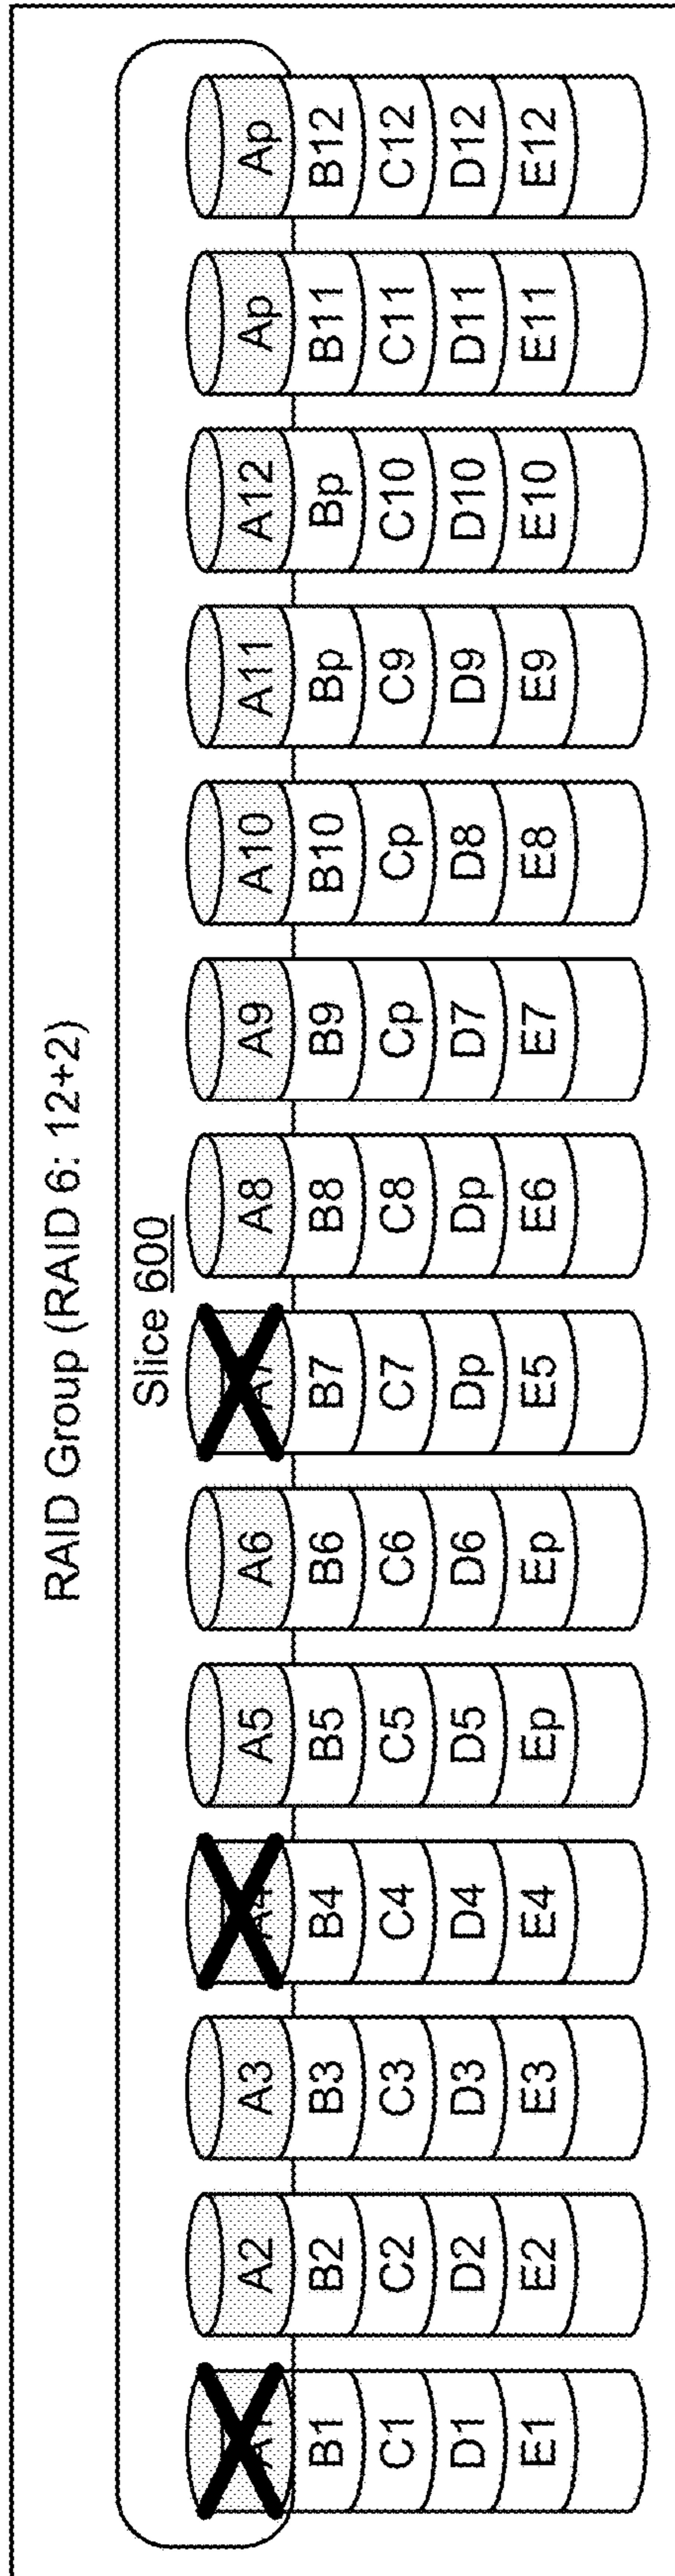 RAID Group (RAID 6: 12+2)
Slice 600
A1 A2 A3 A4 A5 A6 A7 A8 A9 A10 A11 A12 Ap Ap
B1 B2 B3 B4 B5 B6 B7 B8 B9 B10 Bp Bp B11 B12
C1 C2 C3 C4 C5 C6 C7 C8 Cp Cp C9 C10 C11 C12
D1 D2 D3 D4 D5 D6 Dp Dp D7 D8 D9 D10 D11 D12
E1 E2 E3 E4 Ep Ep E5 E6 E7 E8 E9 E10 E11 E12